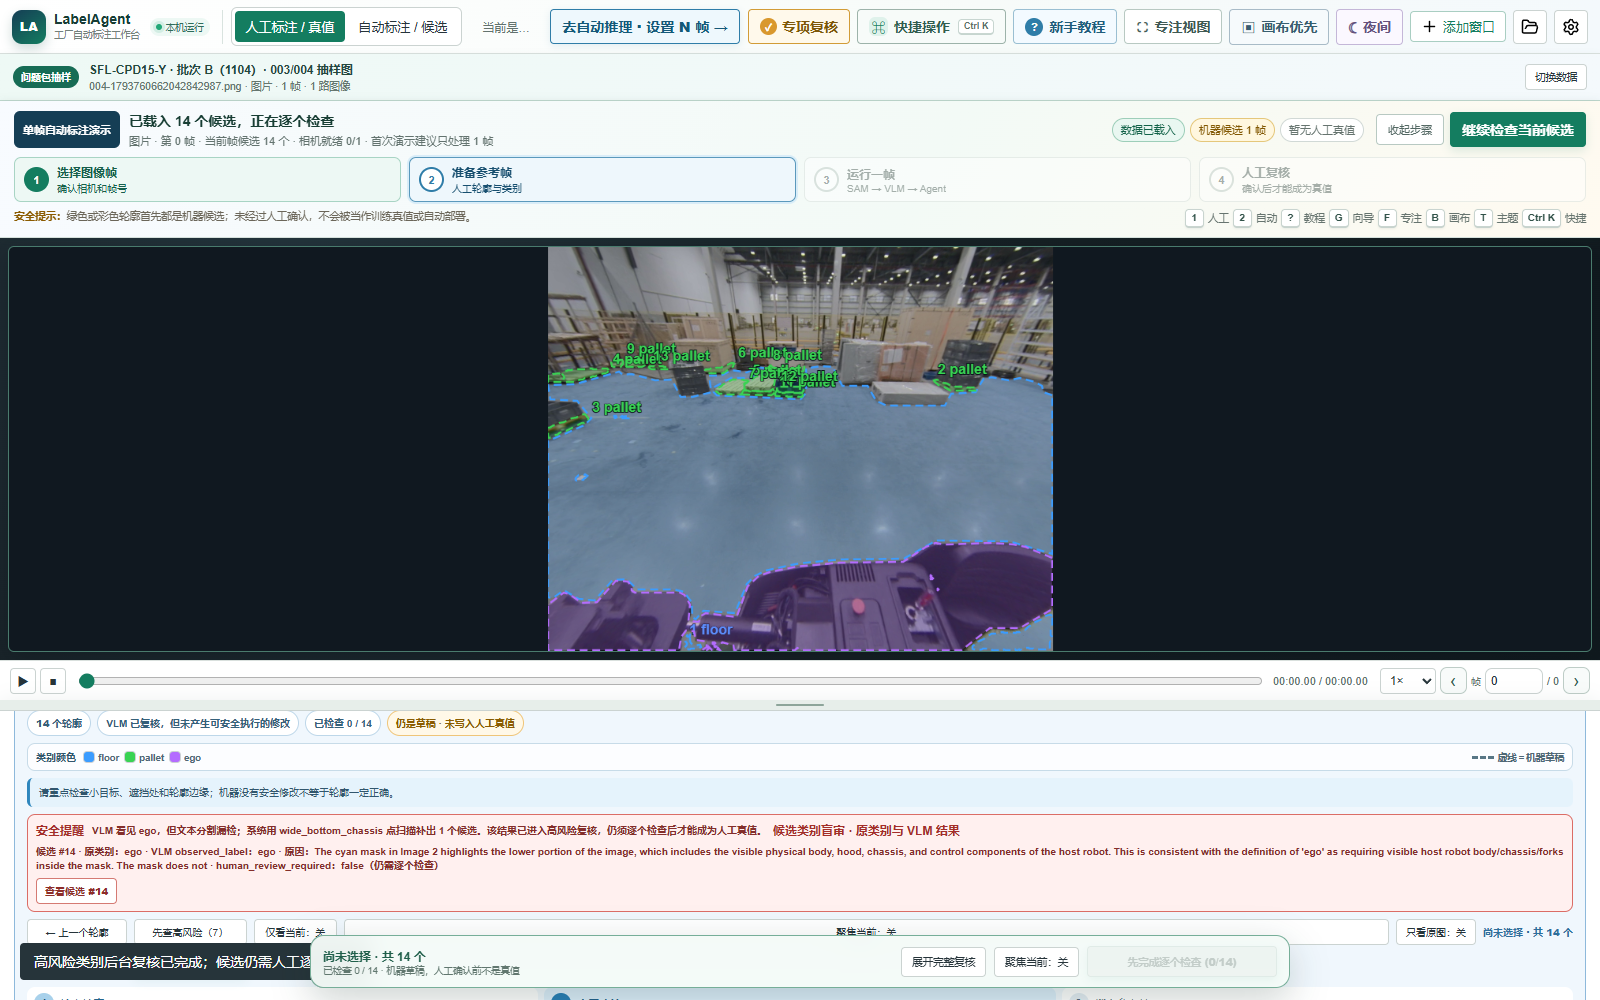 LA
LabelAgent
工厂自动标注工作台
本机运行
人工标注 / 真值
自动标注 / 候选
当前是...
去自动推理 · 设置 N 帧 →
专项复核
快捷操作 Ctrl K
? 新手教程
专注视图
画布优先
夜间
添加窗口
问题包抽样
SFL-CPD15-Y · 批次 B（1104）· 003/004 抽样图
004-1793760662042842987.png · 图片 · 1 帧 · 1 路图像
切换数据
单帧自动标注演示
已载入 14 个候选，正在逐个检查
图片 · 第 0 帧 · 当前帧候选 14 个 · 相机就绪 0/1 · 首次演示建议只处理 1 帧
数据已载入
机器候选 1 帧
暂无人工真值
收起步骤
继续检查当前候选
1 选择图像帧
确认相机和帧号
2 准备参考帧
人工轮廓与类别
3 运行一帧
SAM → VLM → Agent
4 人工复核
确认后才能成为真值
安全提示：绿色或彩色轮廓首先都是机器候选；未经过人工确认，不会被当作训练真值或自动部署。
1 人工 2 自动 ? 教程 G 向导 F 专注 B 画布 T 主题 Ctrl K 快捷
9 pallet
4 pallet
13 pallet
6 pallet
8 pallet
12 pallet
2 pallet
3 pallet
floor
00:00.00 / 00:00.00
1×
帧 0 / 0
14 个轮廓
VLM 已复核，但未产生可安全执行的修改
已检查 0 / 14
仍是草稿 · 未写入人工真值
类别颜色 floor pallet ego
虚线 = 机器草稿
请重点检查小目标、遮挡处和轮廓边缘；机器没有安全修改不等于轮廓一定正确。
安全提醒 VLM 看见 ego，但文本分割漏检；系统用 wide_bottom_chassis 点扫描补出 1 个候选。该结果已进入高风险复核，仍须逐个检查后才能成为人工真值。 候选类别盲审 · 原类别与 VLM 结果
候选 #14 · 原类别：ego · VLM observed_label：ego · 原因：The cyan mask in Image 2 highlights the lower portion of the image, which includes the visible physical body, hood, chassis, and control components of the host robot. This is consistent with the definition of 'ego' as requiring visible host robot body/chassis/forks
inside the mask. The mask does not · human_review_required：false（仍需逐个检查）
查看候选 #14
← 上一个轮廓
先查高风险（7）
仅看当前：关
聚焦当前：关
只看原图：关
尚未选择 · 共 14 个
高风险类别后台复核已完成；候选仍需人工逐
尚未选择 · 共 14 个
已检查 0 / 14 · 机器草稿，人工确认前不是真值
展开完整复核
聚焦当前：关
先完成逐个检查 (0/14)